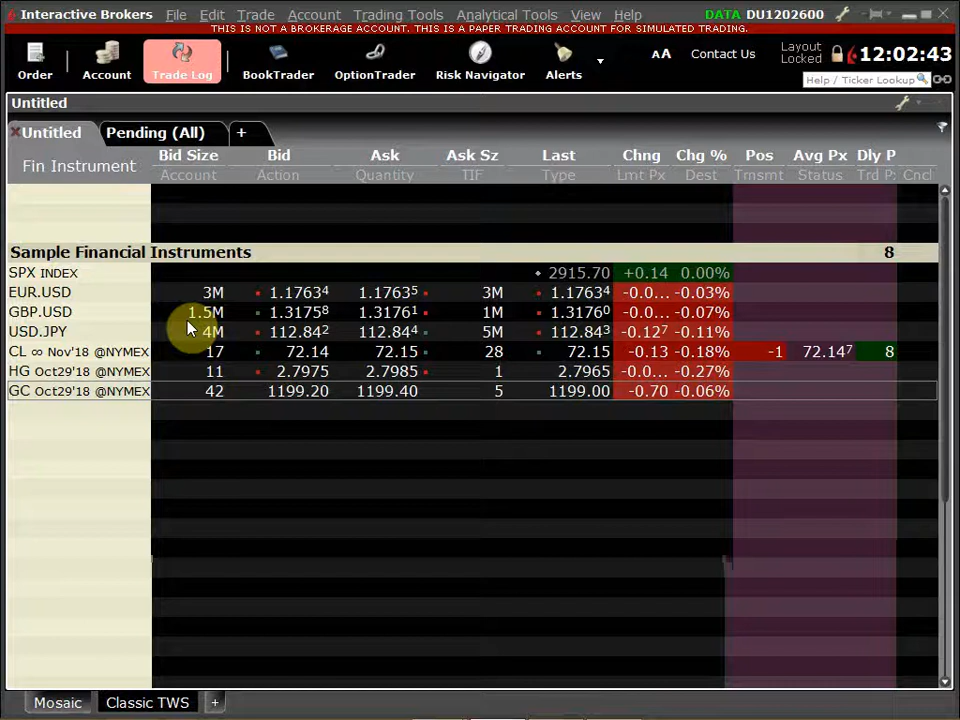 Interactive Brokers File Edit Trade Account Trading Tools Analytical Tools View Help DATA DU1202600
THIS IS NOT A BROKERAGE ACCOUNT. THIS IS A PAPER TRADING ACCOUNT FOR SIMULATED TRADING.
Order Account Trade Log BookTrader OptionTrader Risk Navigator Alerts AA Contact Us Layout Locked 12:02:43
Help / Ticker Lookup
Untitled
Untitled Pending (All) +
Fin Instrument
Bid Size Bid Ask Ask Sz Last Chng Chg % Pos Avg Px Dly P
Account Action Quantity TIF Type Lmt Px Dest Tmsmt Status Trd P: Cncl
Sample Financial Instruments 8
SPX INDEX 2915.70 +0.14 0.00%
EUR.USD 3M 1.1763⁴ 1.1763⁵ 3M 1.1763⁴ -0.0... -0.03%
GBP.USD 1.5M 1.3175⁸ 1.3176¹ 1M 1.3176⁰ -0.0... -0.07%
USD.JPY 4M 112.84² 112.84⁴ 5M 112.84³ -0.12⁷ -0.11%
CL ∞ Nov'18 @NYMEX 17 72.14 72.15 28 72.15 -0.13 -0.18% -1 72.14⁷ 8
HG Oct29'18 @NYMEX 11 2.7975 2.7985 1 2.7965 -0.0... -0.27%
GC Oct29'18 @NYMEX 42 1199.20 1199.40 5 1199.00 -0.70 -0.06%
Mosaic Classic TWS +